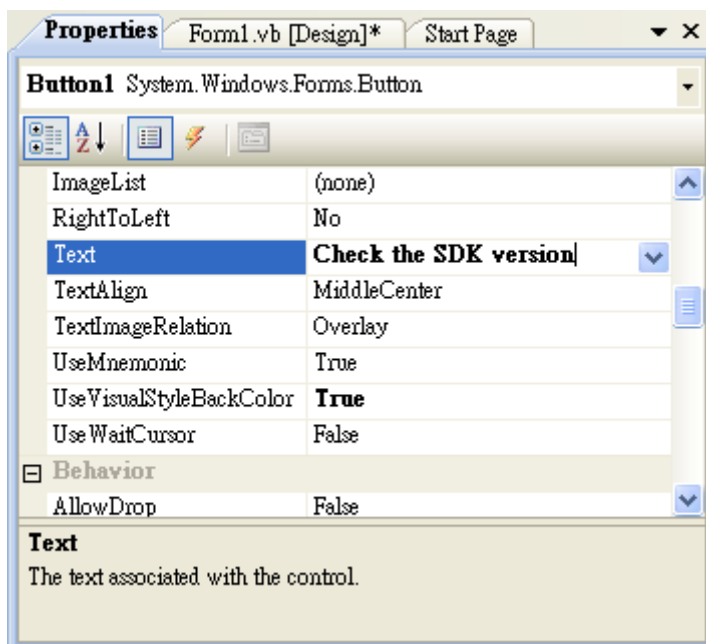 Properties Form1.vb [Design]* Start Page
Button1 System.Windows.Forms.Button
A
Z
ImageList (none)
RightToLeft No
Text Check the SDK version
TextAlign MiddleCenter
TextImageRelation Overlay
UseMnemonic True
UseVisualStyleBackColor True
UseWaitCursor False
Behavior
AllowDrop False
Text
The text associated with the control.